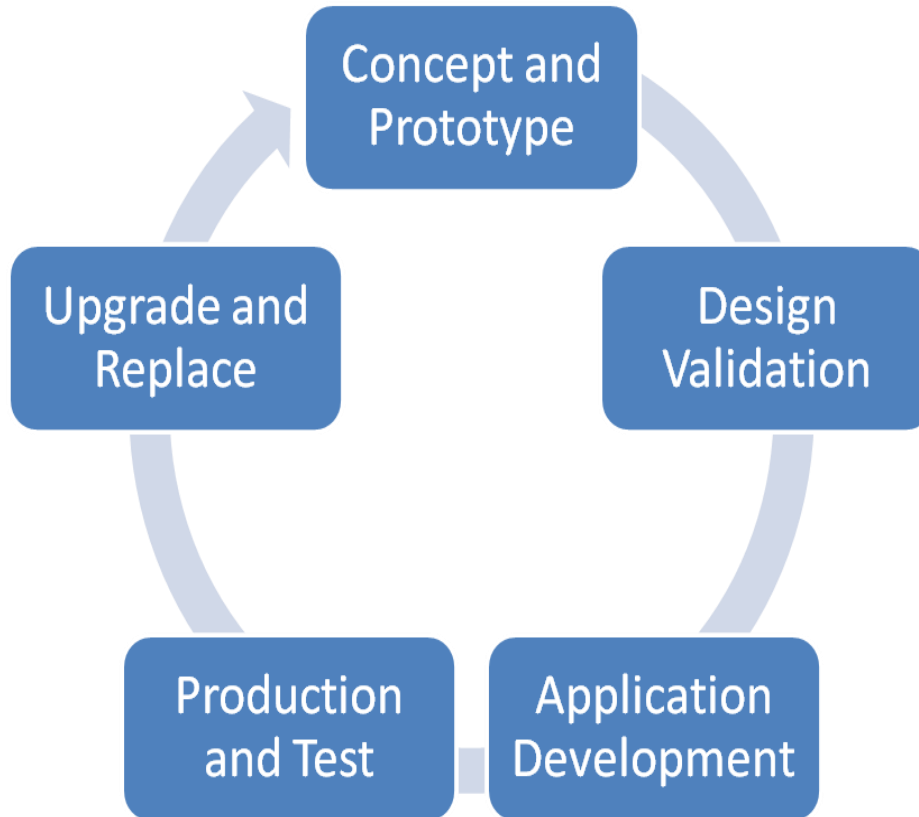 Concept and
Prototype
Design
Validation
Application
Development
Production
and Test
Upgrade and
Replace